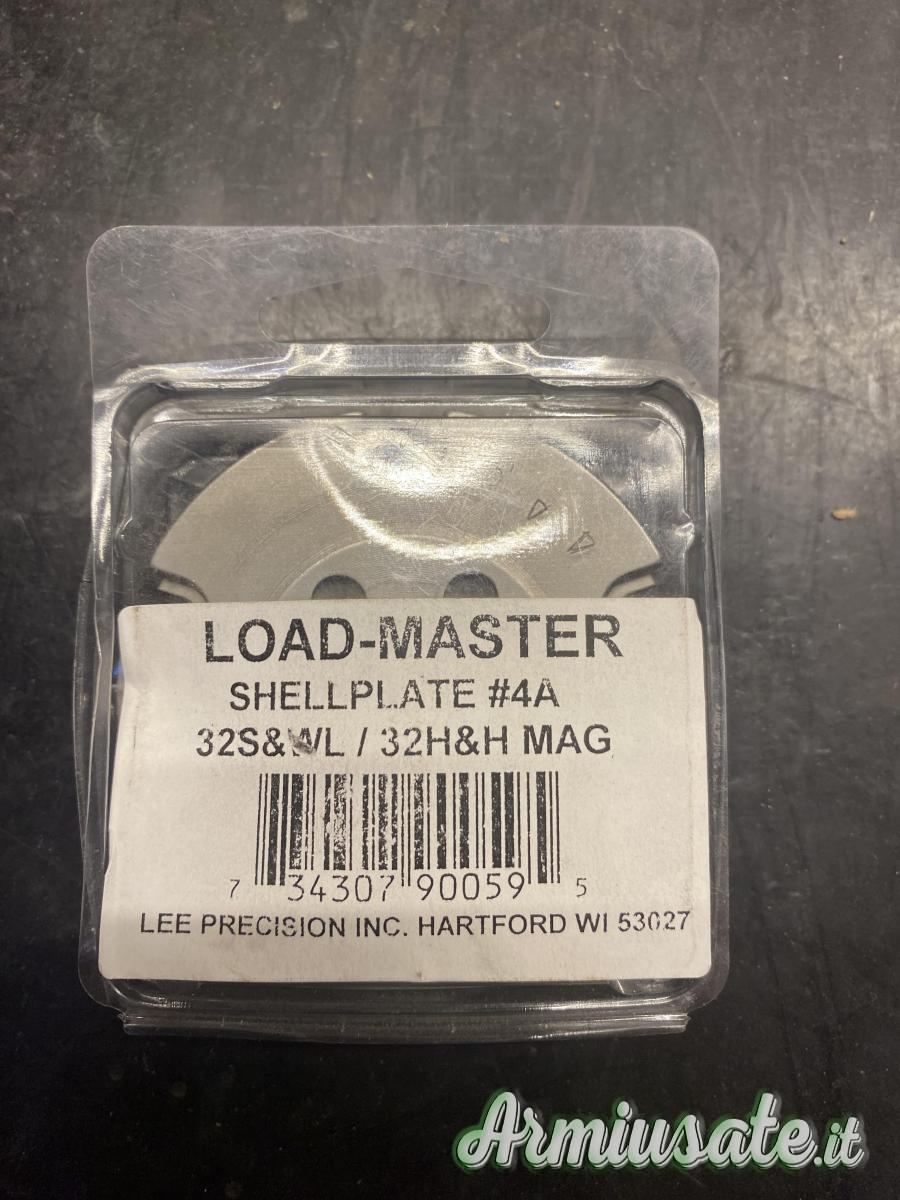 LOAD-MASTER
SHELLPLATE #4A
32S&WL / 32H&H MAG
7 34307 90059 5
LEE PRECISION INC. HARTFORD WI 53027
Armiusate.it